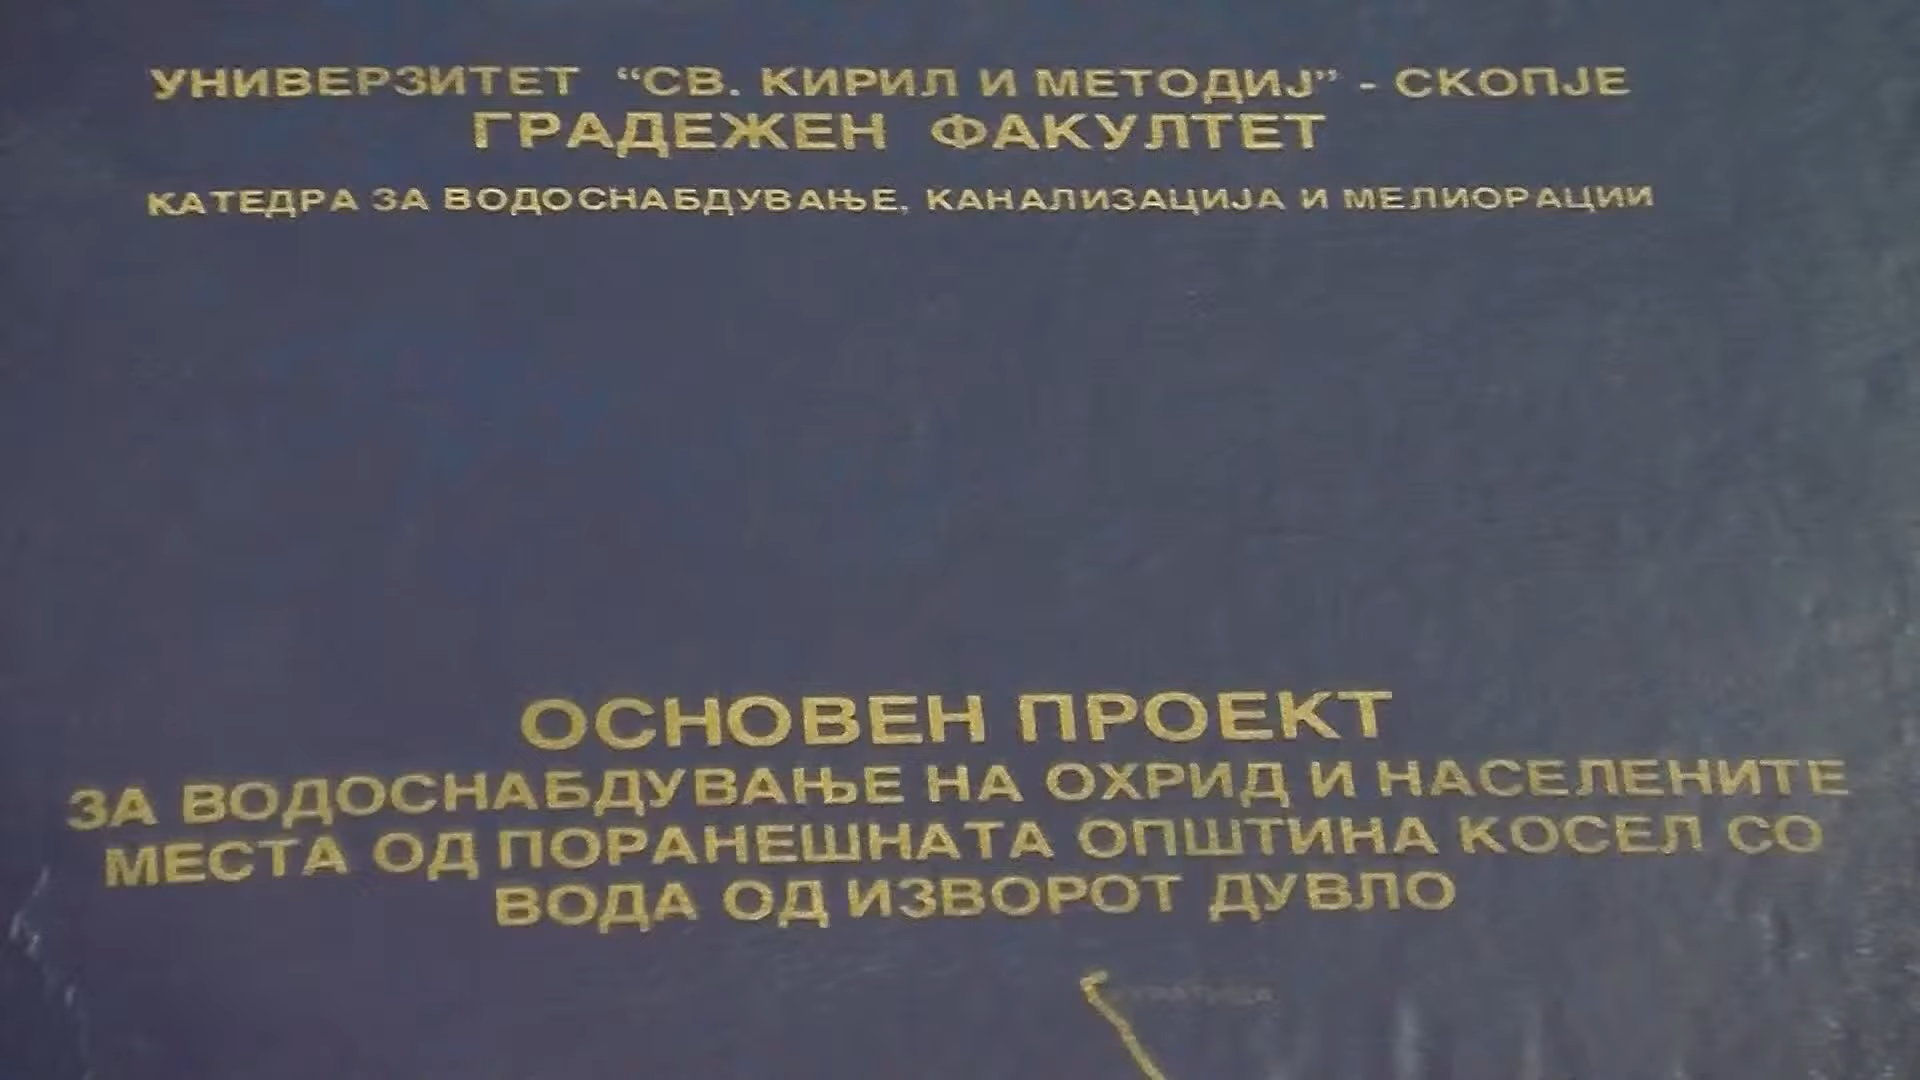 УНИВЕРЗИТЕТ “СВ. КИРИЛ И МЕТОДИЈ” - СКОПЈЕ
ГРАДЕЖЕН ФАКУЛТЕТ
КАТЕДРА ЗА ВОДОСНАБДУВАЊЕ, КАНАЛИЗАЦИЈА И МЕЛИОРАЦИИ
ОСНОВЕН ПРОЕКТ
ЗА ВОДОСНАБДУВАЊЕ НА ОХРИД И НАСЕЛЕНИТЕ
МЕСТА ОД ПОРАНЕШНАТА ОПШТИНА КОСЕЛ СО
ВОДА ОД ИЗВОРОТ ДУВЛО